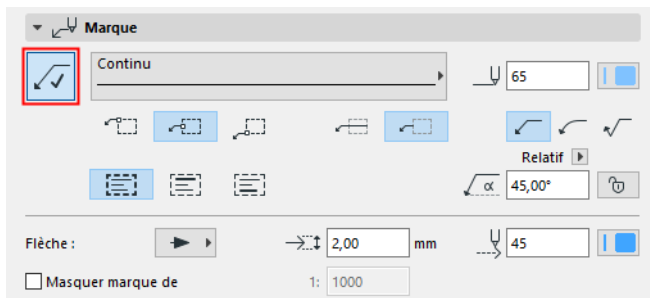 Marque
Continu
65
Relatif
α 45,00°
Flèche : 2,00 mm 45
Masquer marque de 1: 1000